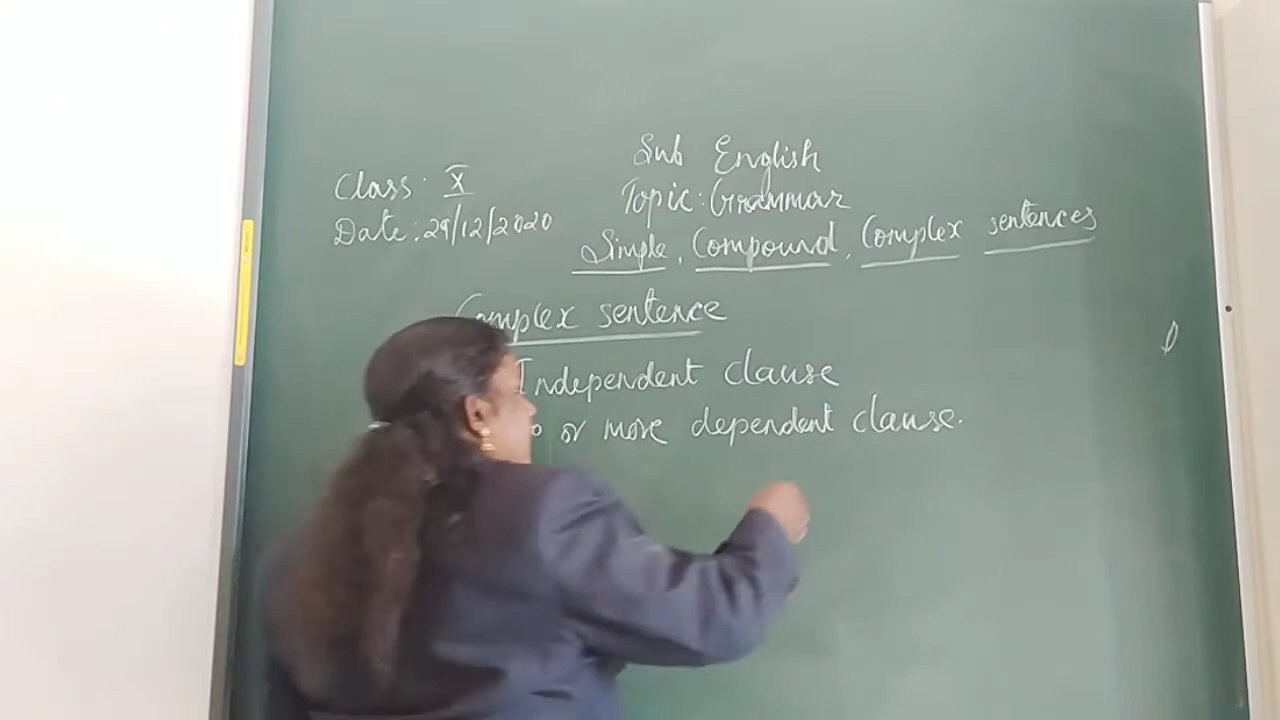 Sub English
Class: X
Topic: Grammar
Date: 29/12/2020
Simple, Compound, Complex sentences
Complex sentence
Independent clause
or more dependent clause.